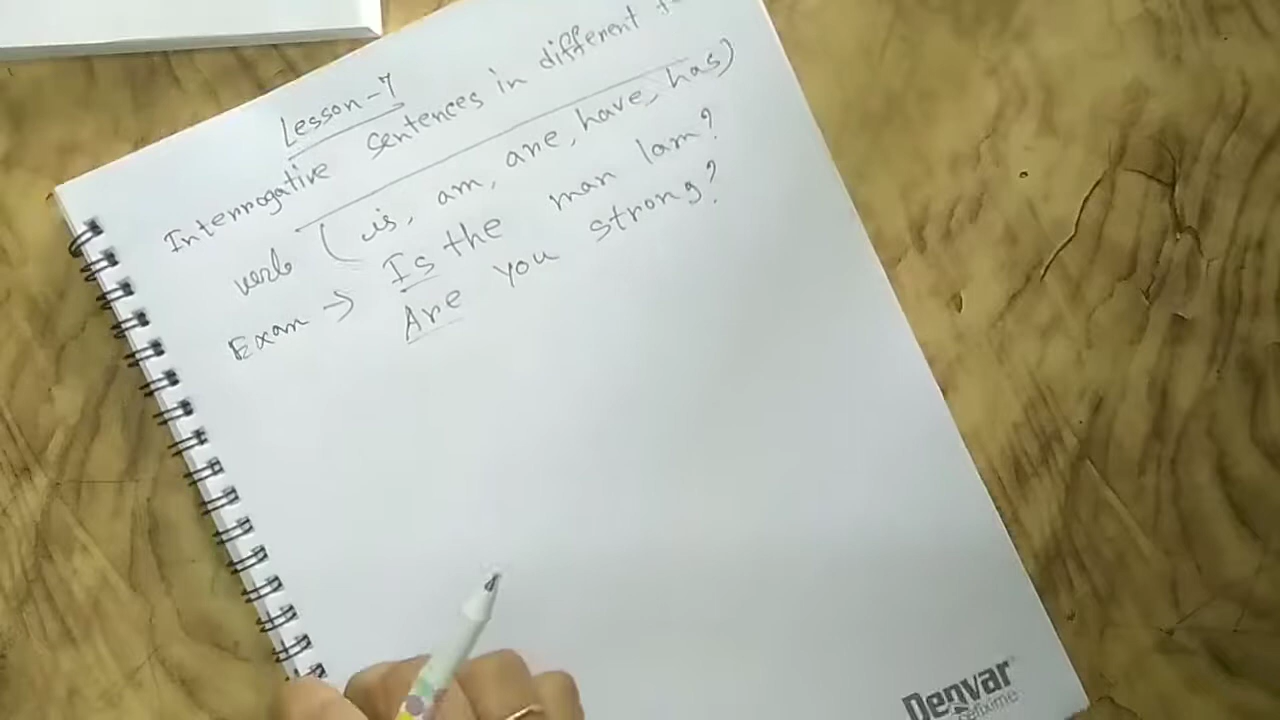 Lesson-7
Interrogative sentences in different
verb (is, am, are, have, has)
Exam → Is the man lam?
Are you strong?
Denvar
cefixime